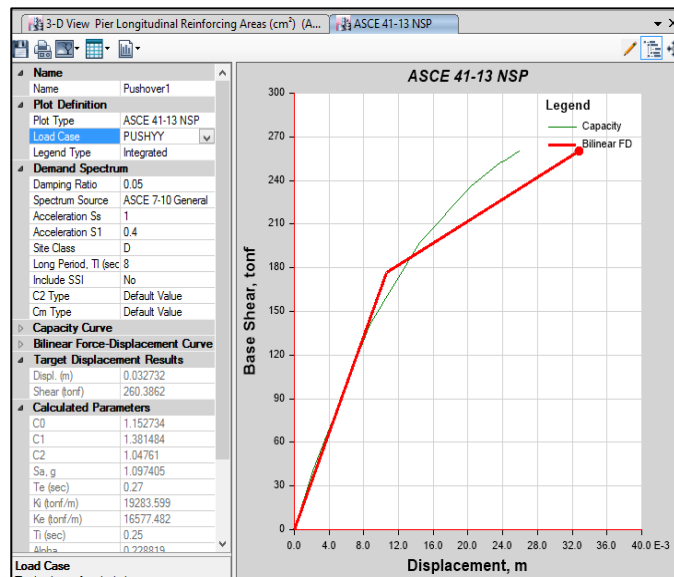 3-D View Pier Longitudinal Reinforcing Areas (cm²) (A...
ASCE 41-13 NSP
Name
Name Pushover1
Plot Definition
Plot Type ASCE 41-13 NSP
Load Case PUSHYY
Legend Type Integrated
Demand Spectrum
Damping Ratio 0.05
Spectrum Source ASCE 7-10 General
Acceleration Ss 1
Acceleration S1 0.4
Site Class D
Long Period, Tl (sec 8
Include SSI No
C2 Type Default Value
Cm Type Default Value
Capacity Curve
Bilinear Force-Displacement Curve
Target Displacement Results
Displ. (m) 0.032732
Shear (tonf) 260.3862
Calculated Parameters
C0 1.152734
C1 1.381484
C2 1.04761
Sa, g 1.097405
Te (sec) 0.27
Ki (tonf/m) 19283.599
Ke (tonf/m) 16577.482
Ti (sec) 0.25
Alpha 0.228819
Load Case
ASCE 41-13 NSP
Legend
Capacity
Bilinear FD
300
270
240
210
180
150
120
90
60
30
0
Base Shear, tonf
0.0 4.0 8.0 12.0 16.0 20.0 24.0 28.0 32.0 36.0 40.0 E-3
Displacement, m